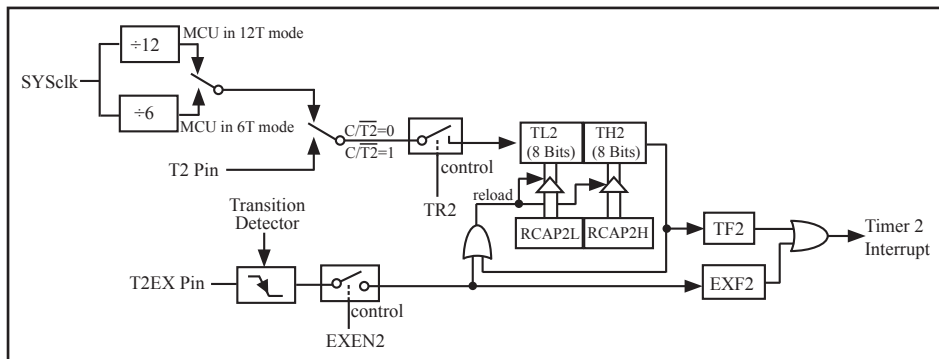 MCU in 12T mode
÷12
SYSclk
÷6
MCU in 6T mode
C/T2=0
C/T2=1
T2 Pin
control
TR2
TL2
(8 Bits)
TH2
(8 Bits)
reload
RCAP2L
RCAP2H
Transition
Detector
T2EX Pin
control
EXEN2
TF2
EXF2
Timer 2
Interrupt